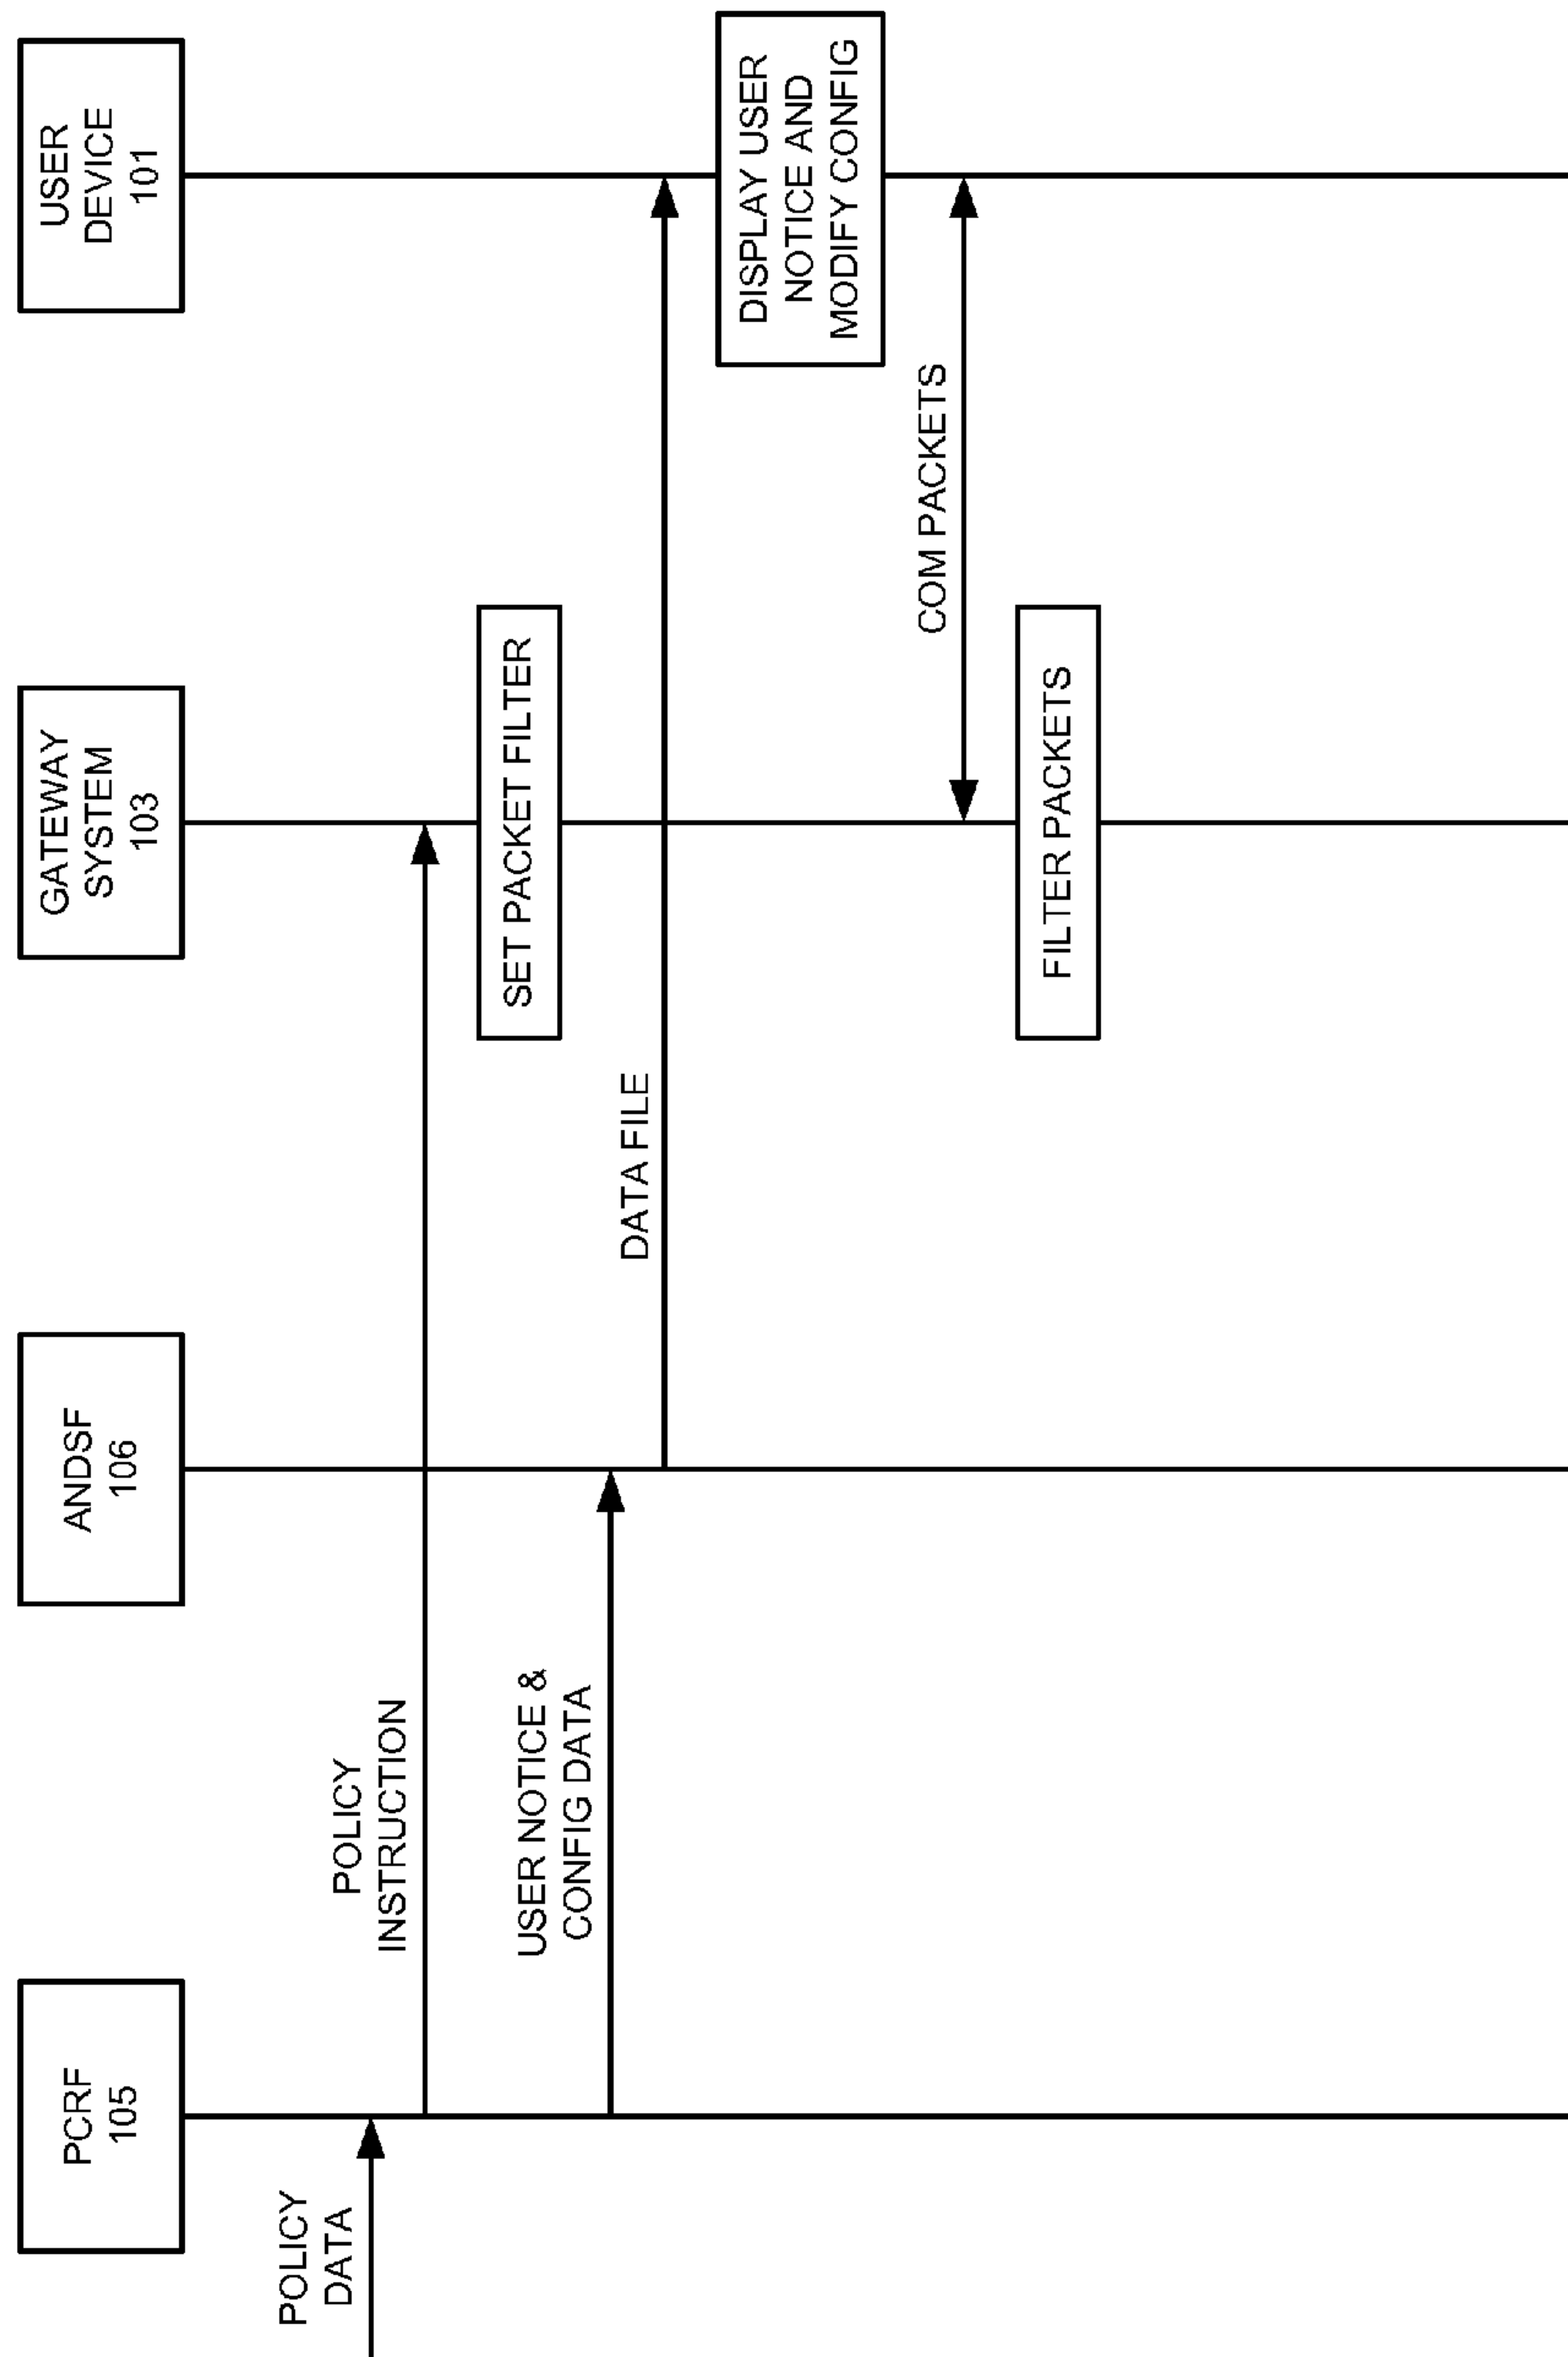 PCRF
105
ANDSF
106
GATEWAY
SYSTEM
103
USER
DEVICE
101
POLICY
DATA
POLICY
INSTRUCTION
SET PACKET FILTER
USER NOTICE &
CONFIG DATA
DATA FILE
DISPLAY USER
NOTICE AND
MODIFY CONFIG
COM PACKETS
FILTER PACKETS